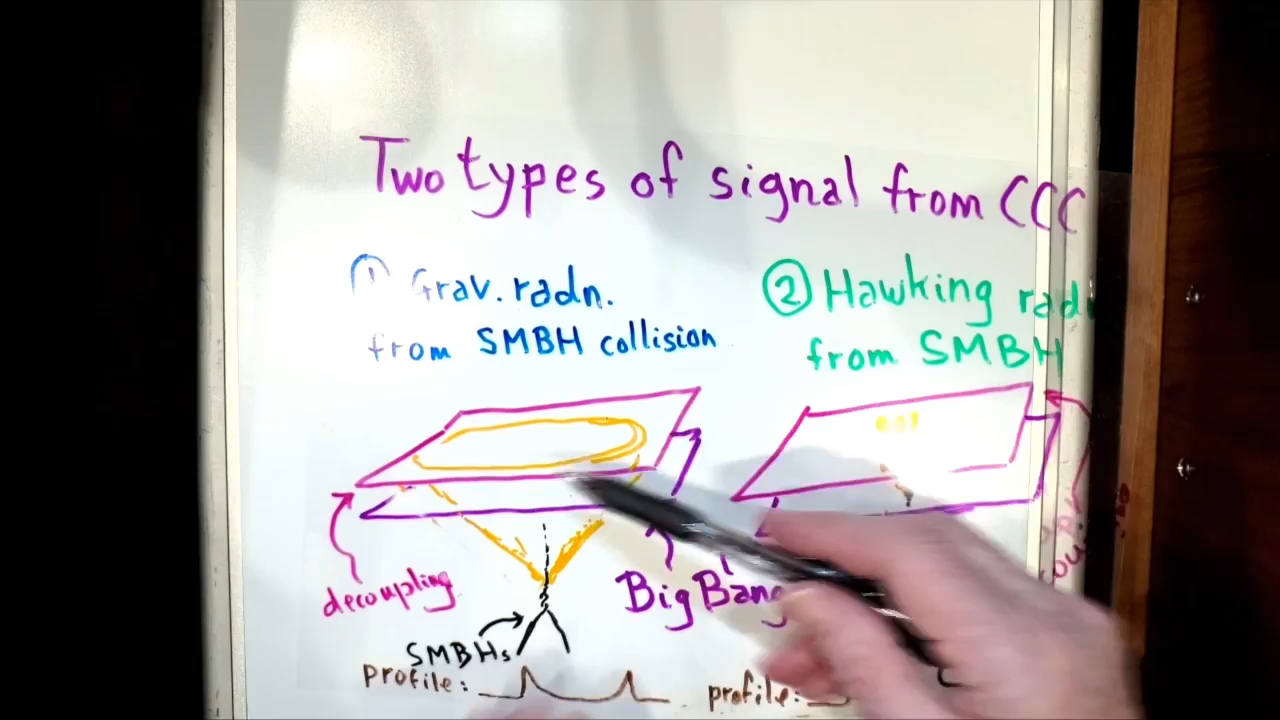 Two types of signal from CCC
① Grav. radn.
from SMBH collision
② Hawking
from SMBH
decoupling
Big Bang
SMBHs
profile:
profile: